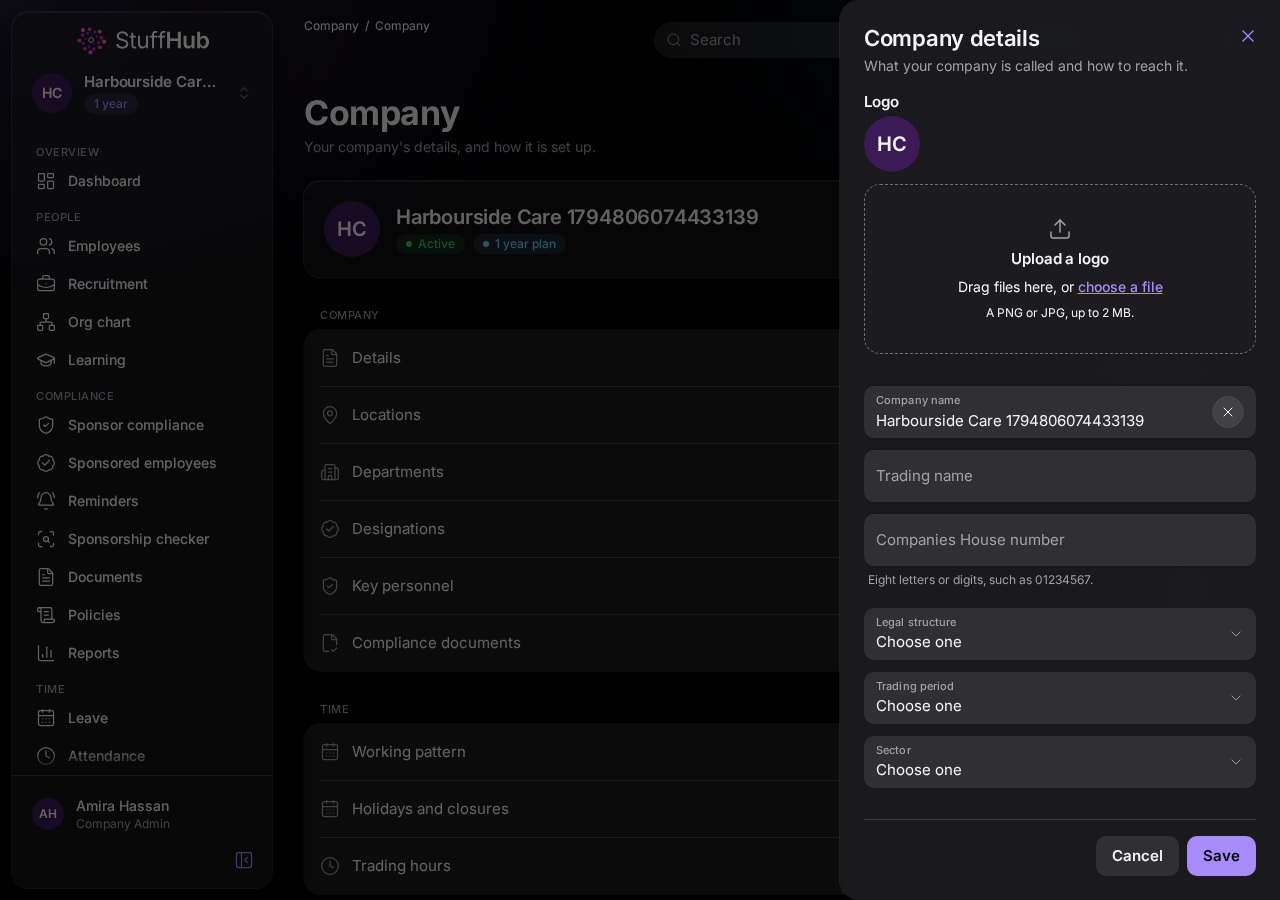 StuffHub
HC
Harbourside Car...
1 year
OVERVIEW
Dashboard
PEOPLE
Employees
Recruitment
Org chart
Learning
COMPLIANCE
Sponsor compliance
Sponsored employees
Reminders
Sponsorship checker
Documents
Policies
Reports
TIME
Leave
Attendance
AH
Amira Hassan
Company Admin
Company / Company
Search
Company
Your company's details, and how it is set up.
HC
Harbourside Care 1794806074433139
Active
1 year plan
COMPANY
Details
Locations
Departments
Designations
Key personnel
Compliance documents
TIME
Working pattern
Holidays and closures
Trading hours
Company details
What your company is called and how to reach it.
Logo
HC
Upload a logo
Drag files here, or choose a file
A PNG or JPG, up to 2 MB.
Company name
Harbourside Care 1794806074433139
Trading name
Companies House number
Eight letters or digits, such as 01234567.
Legal structure
Choose one
Trading period
Choose one
Sector
Choose one
Cancel
Save